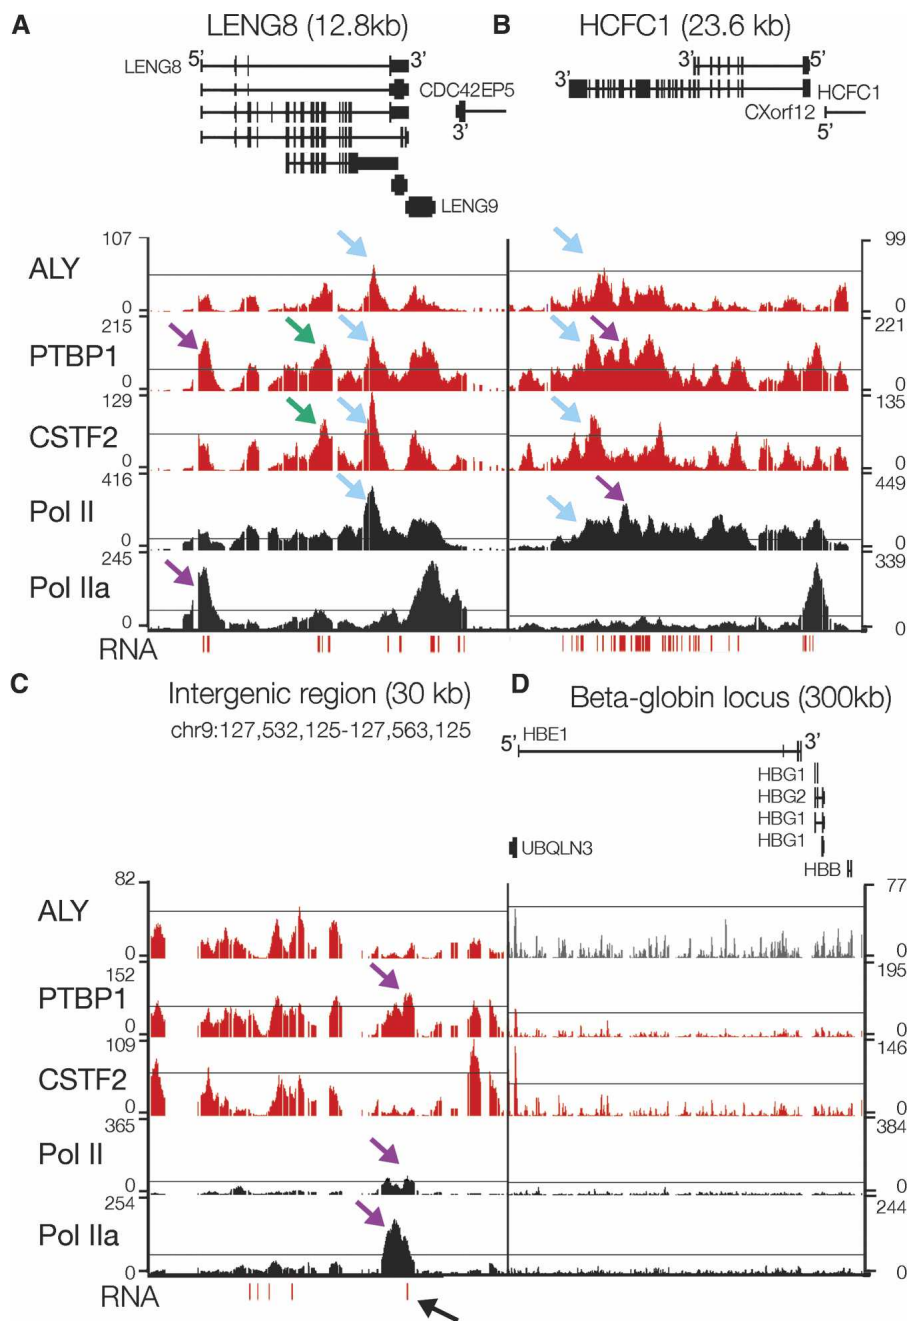 A LENG8 (12.8kb)
B HCFC1 (23.6 kb)
5' 3'
LENG8
CDC42EP5
3'
LENG9
3' 5'
3'
HCFC1
CXorf12
5'
107 99
ALY
0 0
215 221
PTBP1
0 0
129 135
CSTF2
0 0
416 449
Pol II
0 0
245 339
Pol IIa
0 0
RNA
C Intergenic region (30 kb)
chr9:127,532,125-127,563,125
D Beta-globin locus (300kb)
5' HBE1 3'
HBG1
HBG2
HBG1
HBG1
UBQLN3
HBB
82 77
ALY
0 0
152 195
PTBP1
0 0
109 146
CSTF2
0 0
365 384
Pol II
0 0
254 244
Pol IIa
0 0
RNA